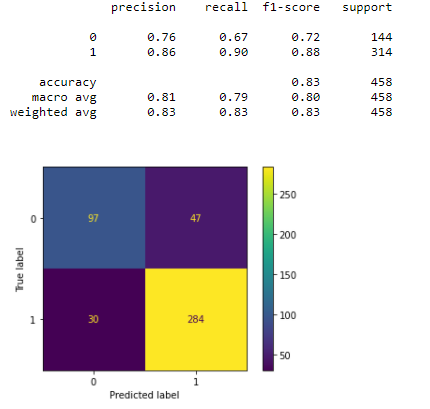 precision recall f1-score support
0 0.76 0.67 0.72 144
1 0.86 0.90 0.88 314
accuracy 0.83 458
macro avg 0.81 0.79 0.80 458
weighted avg 0.83 0.83 0.83 458
0 97 47
1 30 284
0 1
Predicted label
True label
250
200
150
100
50